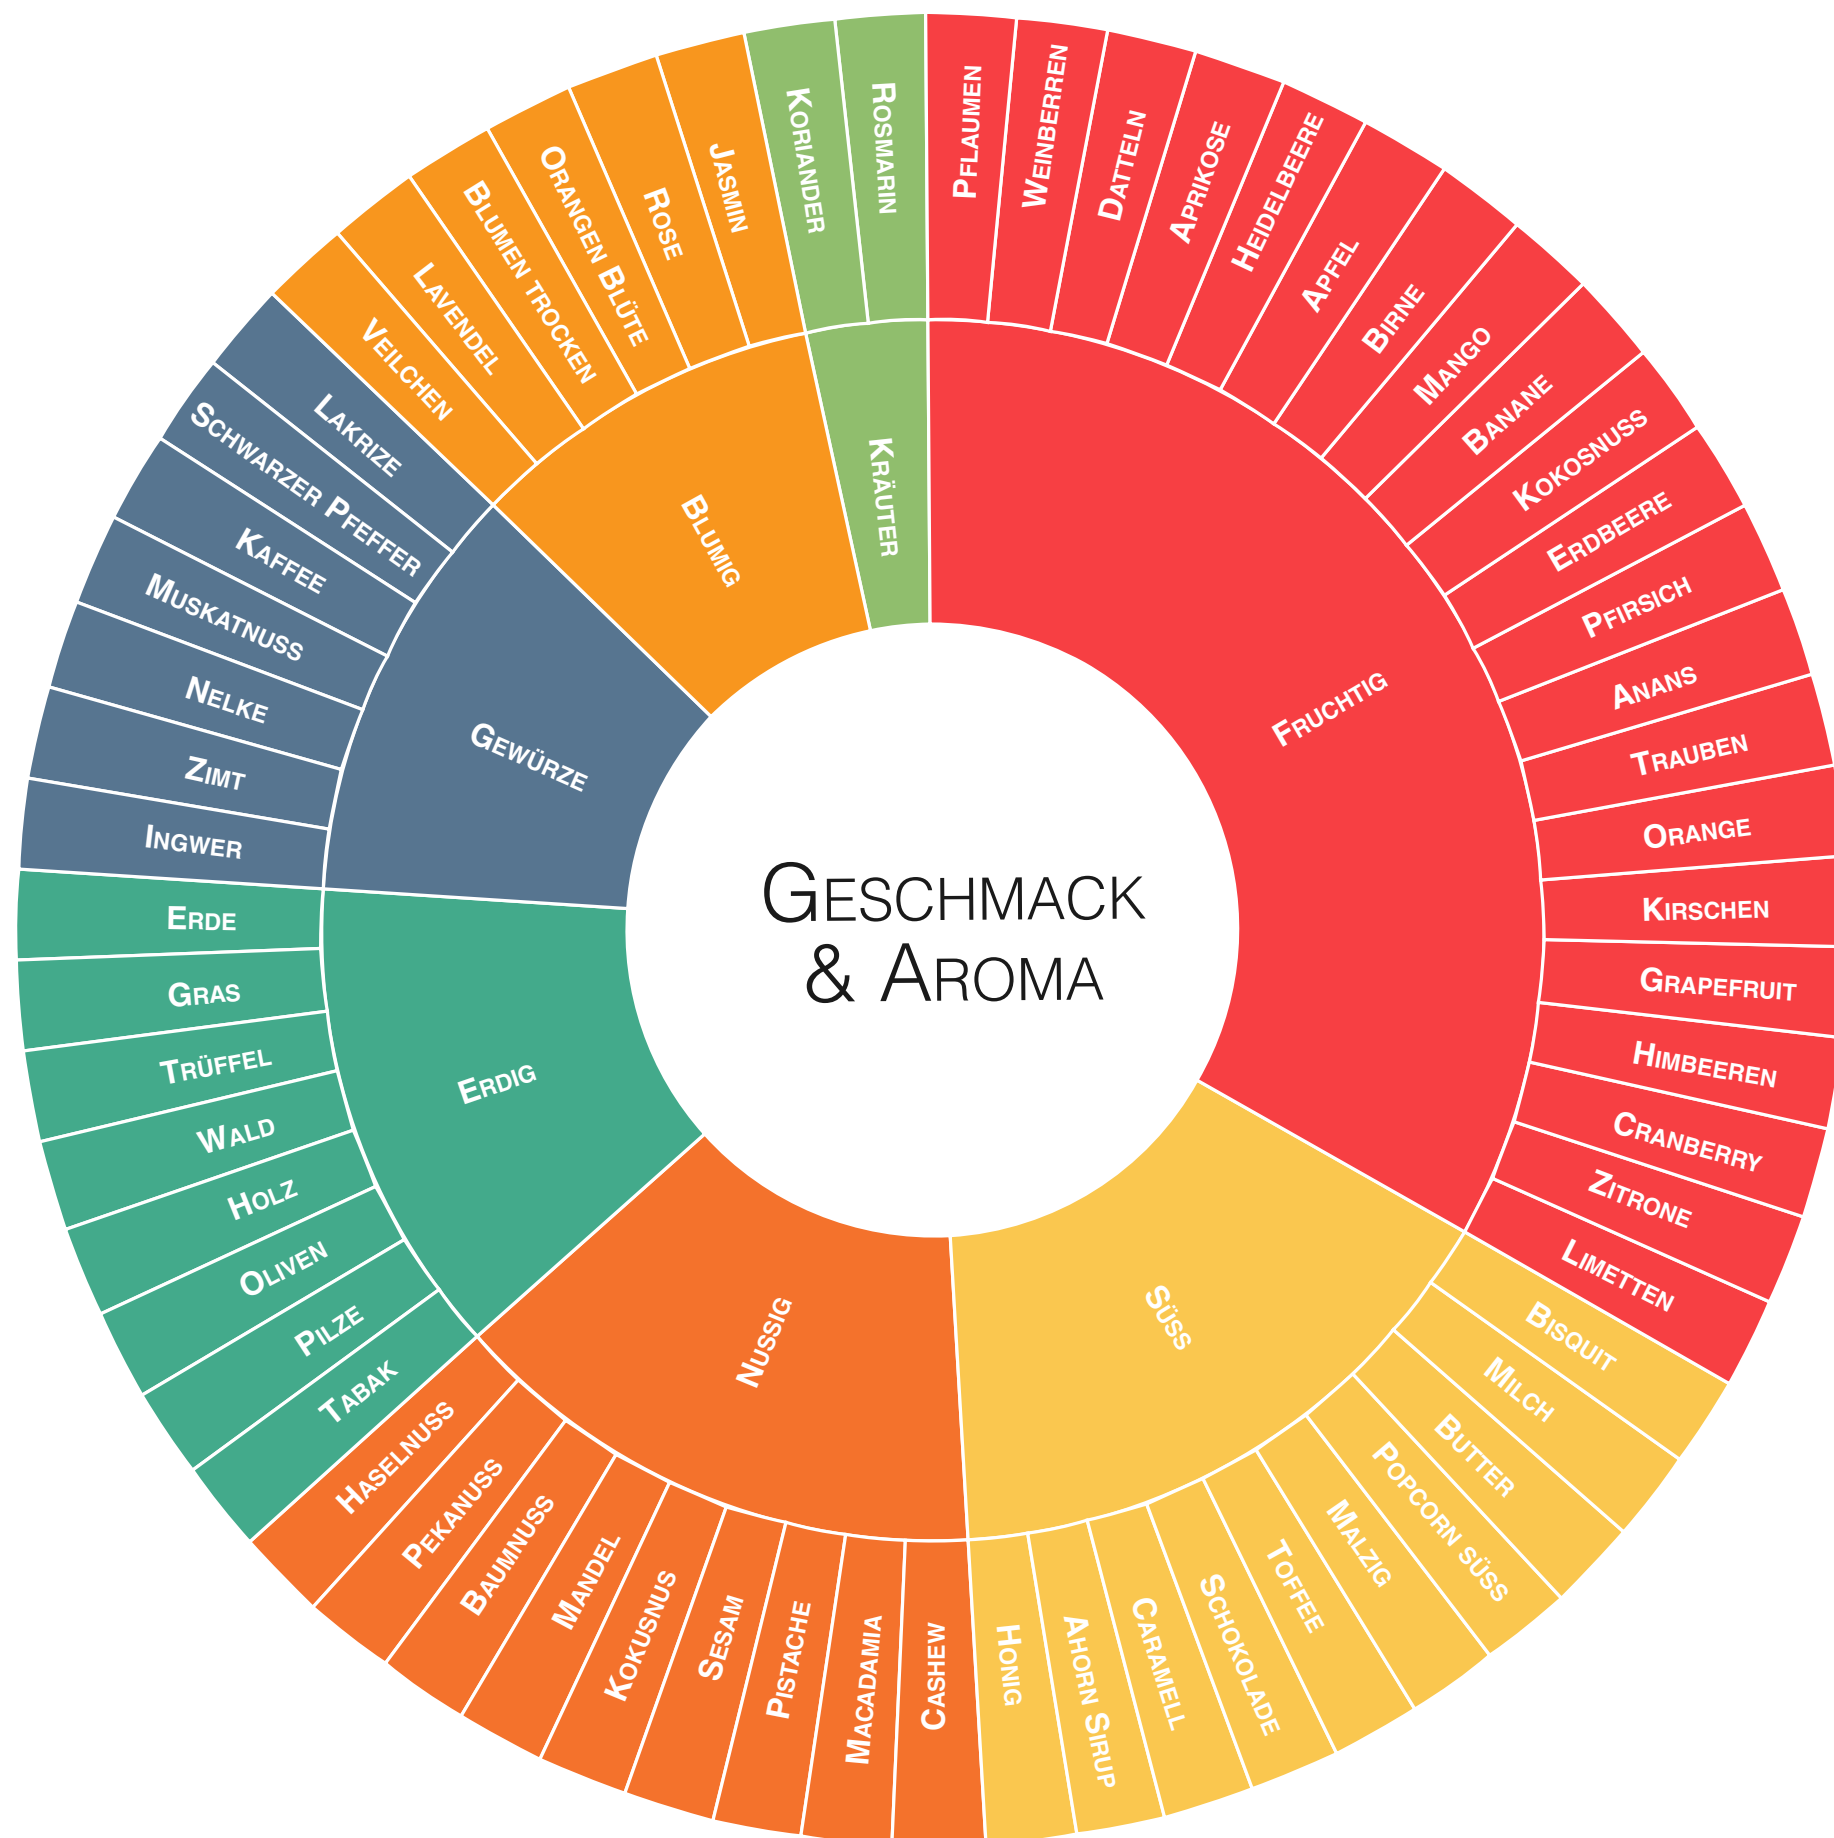 GESCHMACK
& AROMA
FRUCHTIG
PFLAUMEN
WEINBERREN
DATTELN
APRIKOSE
HEIDELBEERE
APFEL
BIRNE
MANGO
BANANE
KOKOSNUSS
ERDBEERE
PFIRSICH
ANANS
TRAUBEN
ORANGE
KIRSCHEN
GRAPEFRUIT
HIMBEEREN
CRANBERRY
ZITRONE
LIMETTEN
SÜSS
BISQUIT
MILCH
BUTTER
POPCORN SÜSS
MALZIG
TOFFEE
SCHOKOLADE
CARAMELL
AHORN SIRUP
HONIG
NUSSIG
CASHEW
MACADAMIA
PISTACHE
SESAM
KOKUSNUS
MANDEL
BAUMNUSS
PEKANUSS
HASELNUSS
ERDIG
TABAK
PILZE
OLIVEN
HOLZ
WALD
TRÜFFEL
GRAS
ERDE
GEWÜRZE
INGWER
ZIMT
NELKE
MUSKATNUSS
KAFFEE
SCHWARZER PFEFFER
LAKRIZE
BLUMIG
VEILCHEN
LAVENDEL
BLUMEN TROCKEN
ORANGEN BLÜTE
ROSE
JASMIN
KRÄUTER
KORIANDER
ROSMARIN